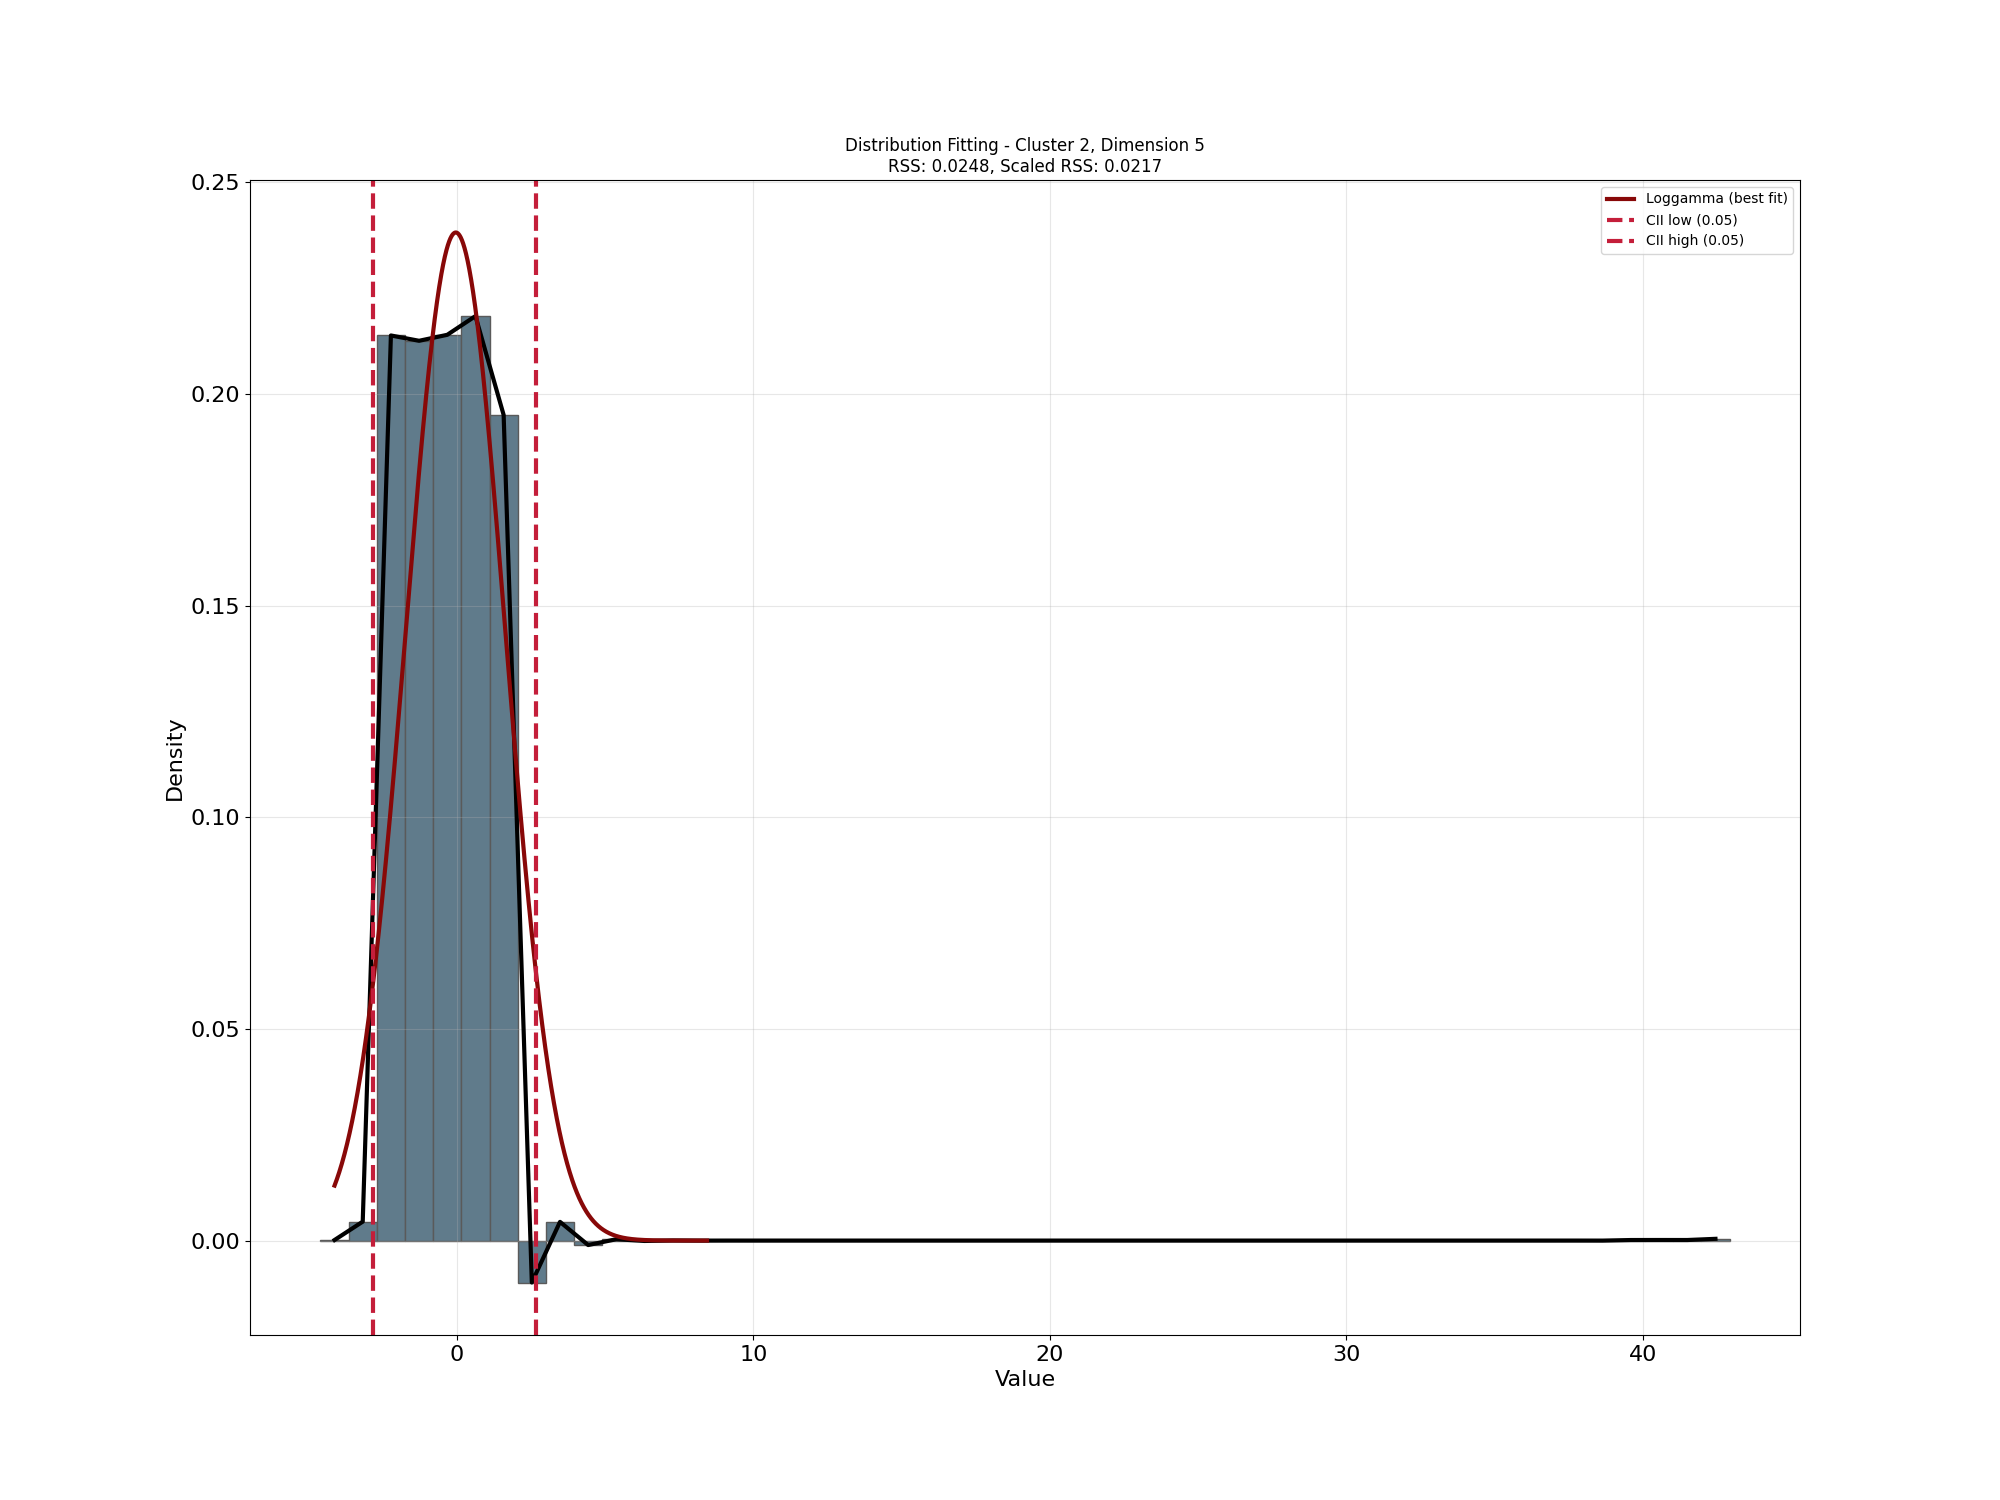 Distribution Fitting - Cluster 2, Dimension 5
RSS: 0.0248, Scaled RSS: 0.0217
Loggamma (best fit)
CII low (0.05)
CII high (0.05)
0.25
0.20
0.15
0.10
0.05
0.00
Density
0 10 20 30 40
Value